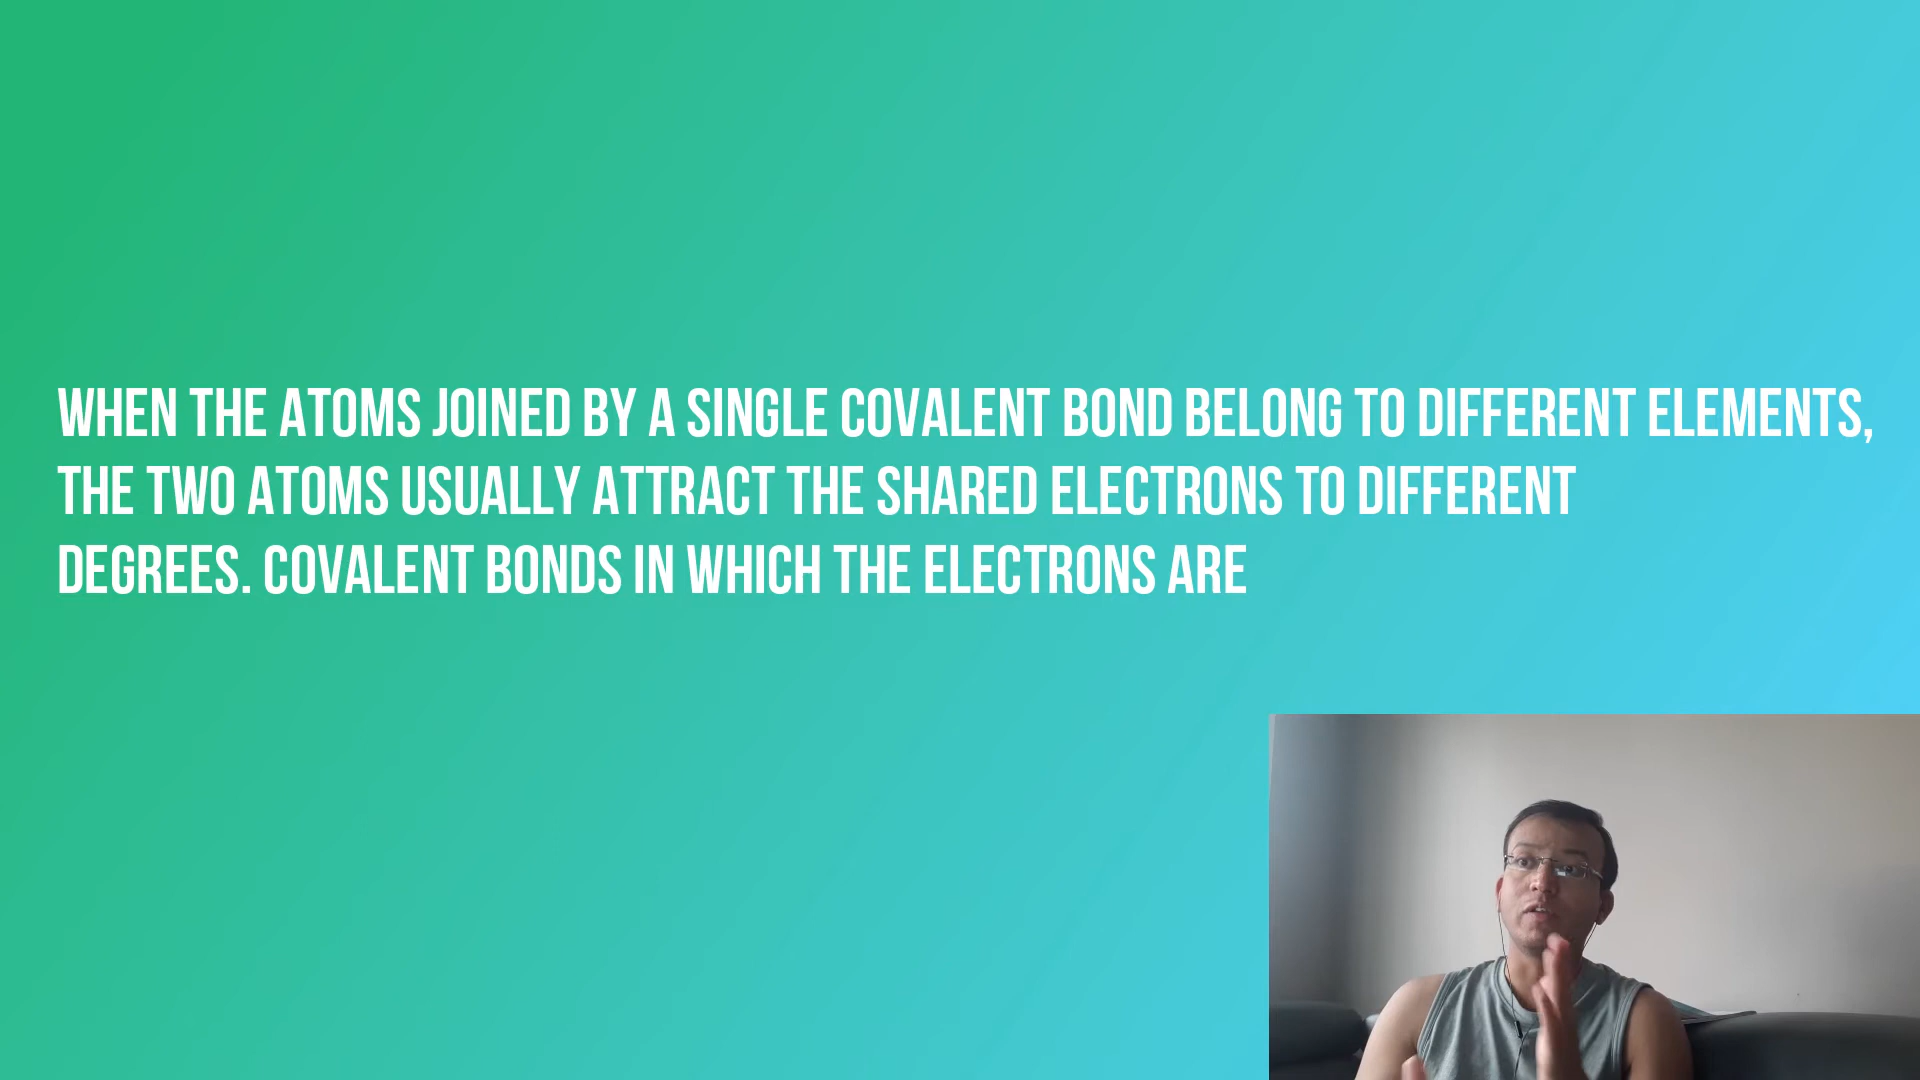 WHEN THE ATOMS JOINED BY A SINGLE COVALENT BOND BELONG TO DIFFERENT ELEMENTS,
THE TWO ATOMS USUALLY ATTRACT THE SHARED ELECTRONS TO DIFFERENT
DEGREES. COVALENT BONDS IN WHICH THE ELECTRONS ARE